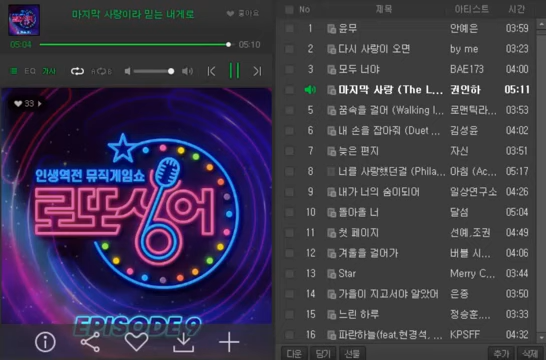 마지막 사랑이라 믿는 내게로
좋아요
05:04
05:10
EQ 가사
A B
33
인생역전 뮤직게임쇼
로또싱어
EPISODE 9
No 제목 아티스트 시간
1 윤무 안예은 03:59
2 다시 사랑이 오면 by me 03:23
3 모두 너야 BAE173 04:00
마지막 사랑 (The L... 권인하 05:11
5 꿈속을 걸어 (Walking I... 로맨틱라... 03:53
6 내 손을 잡아줘 (Duet ... 김성윤 04:02
7 늦은 편지 자신 03:51
8 너를 사랑했던걸 (Phila... 아침 (Ac... 05:17
9 내가 너의 숨이되어 일상연구소 04:26
10 돌아올 너 달섬 05:04
11 첫 페이지 선예,조권 04:49
12 겨울을 걸어가 버블 시... 04:06
13 Star Merry C... 03:44
14 가을이 지고서야 알았어 은종 03:50
15 느린 하루 정승훈,... 03:33
16 파란하늘(feat,현경석, ... KPSFF 04:32
다운 담기 선물 추가 삭제